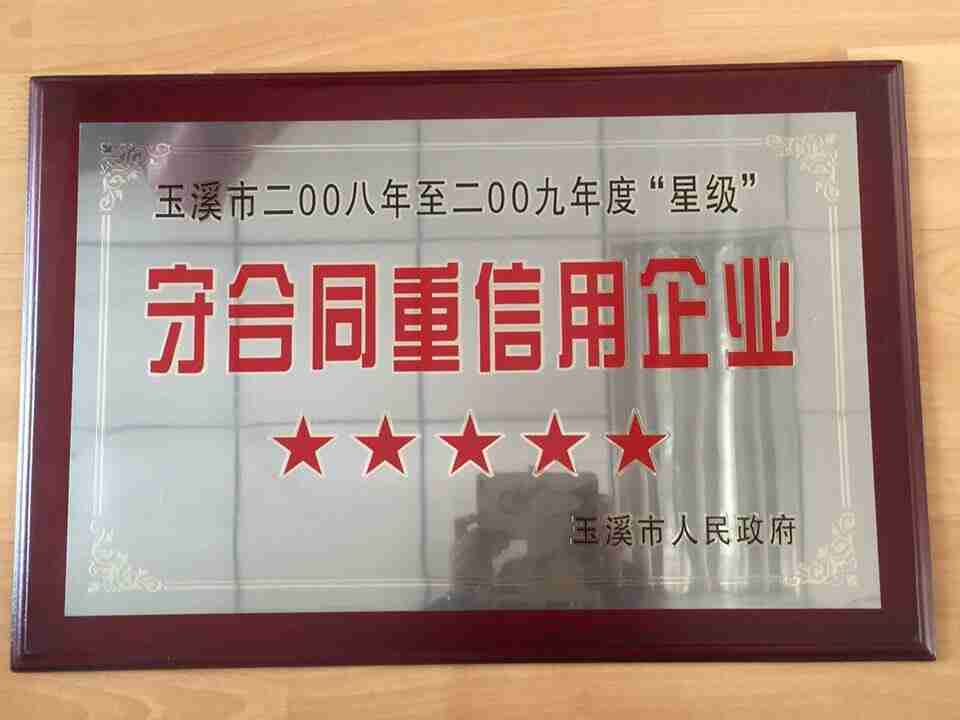 玉溪市二00八年至二00九年度“星级”
守合同重信用企业
★★★★★
玉溪市人民政府